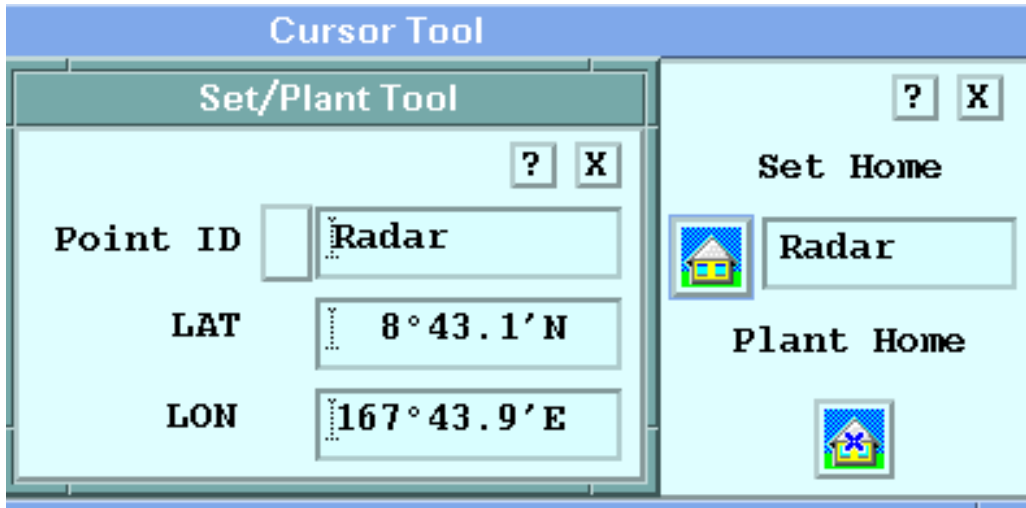 Cursor Tool
Set/Plant Tool
? X
Point ID Radar
LAT 8°43.1′N
LON 167°43.9′E
? X
Set Home
Radar
Plant Home